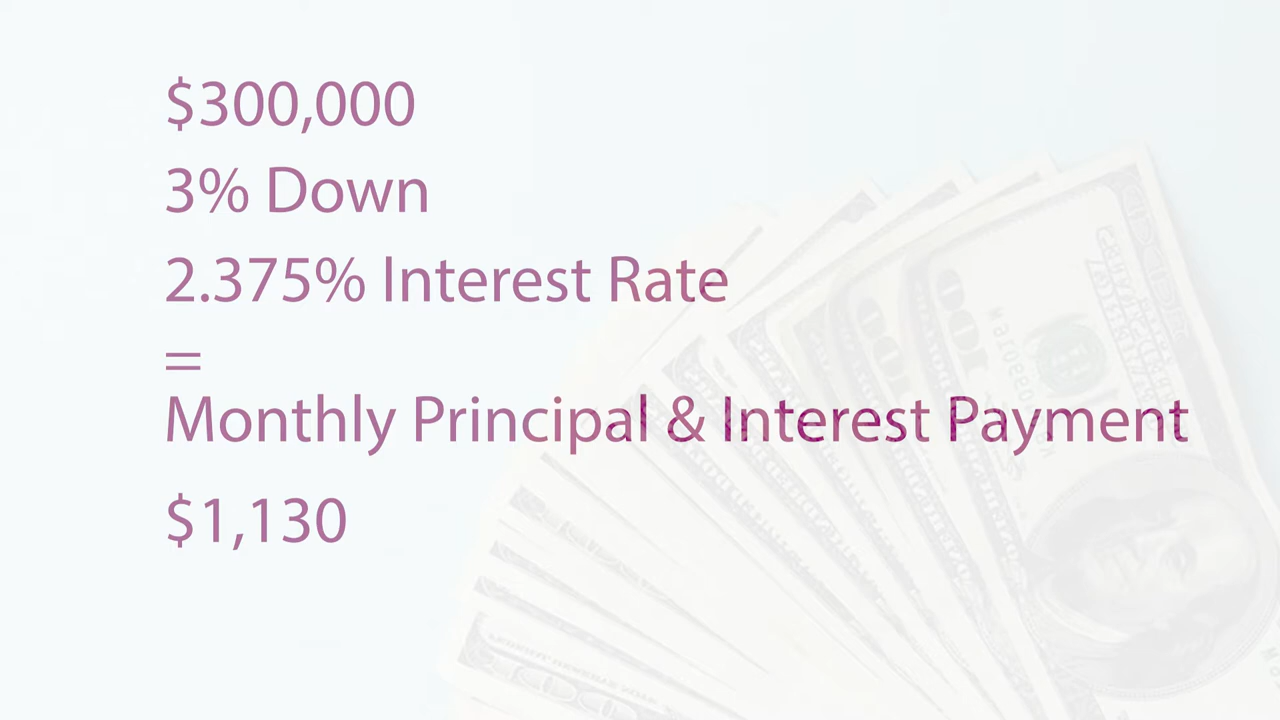 $300,000
3% Down
2.375% Interest Rate
=
Monthly Principal & Interest Payment
$1,130